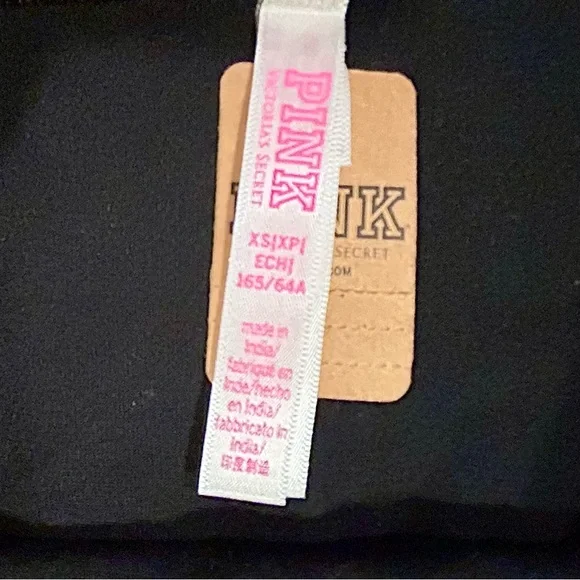 PINK
VICTORIA'S SECRET
XS|XP|
ECH|
165/64A
made in
India/
fabriqué en
Inde/hecho
en India/
fabbricato in
India/
印度制造
NK
SECRET
OM